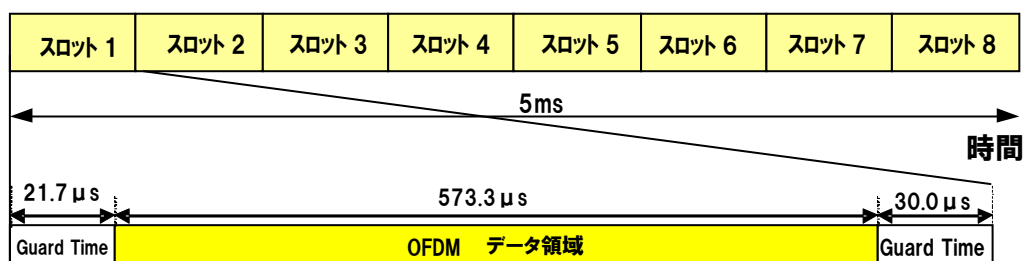 スロット 1 スロット 2 スロット 3 スロット 4 スロット 5 スロット 6 スロット 7 スロット 8
5ms
時間
21.7μs 573.3μs 30.0μs
Guard Time OFDM データ領域 Guard Time